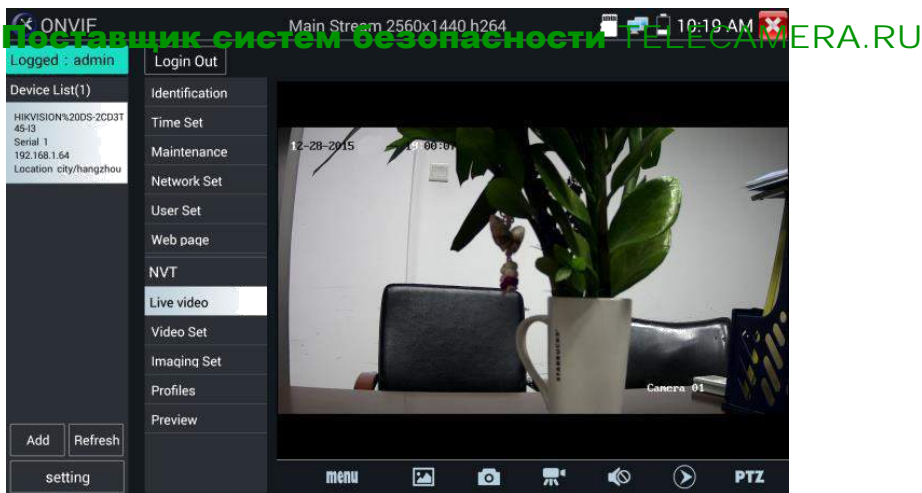 ONVIF
Main Stream 2560x1440 h264
10:19 AM
Поставщик систем безопасности TELECAMERA.RU
Logged : admin
Login Out
Device List(1)
HIKVISION%20DS-2CD3T
45-I3
Serial 1
192.168.1.64
Location city/hangzhou
Identification
Time Set
Maintenance
Network Set
User Set
Web page
NVT
Live video
Video Set
Imaging Set
Profiles
Preview
12-28-2015
Camera 01
STARBUCKS
Add
Refresh
setting
menu
PTZ